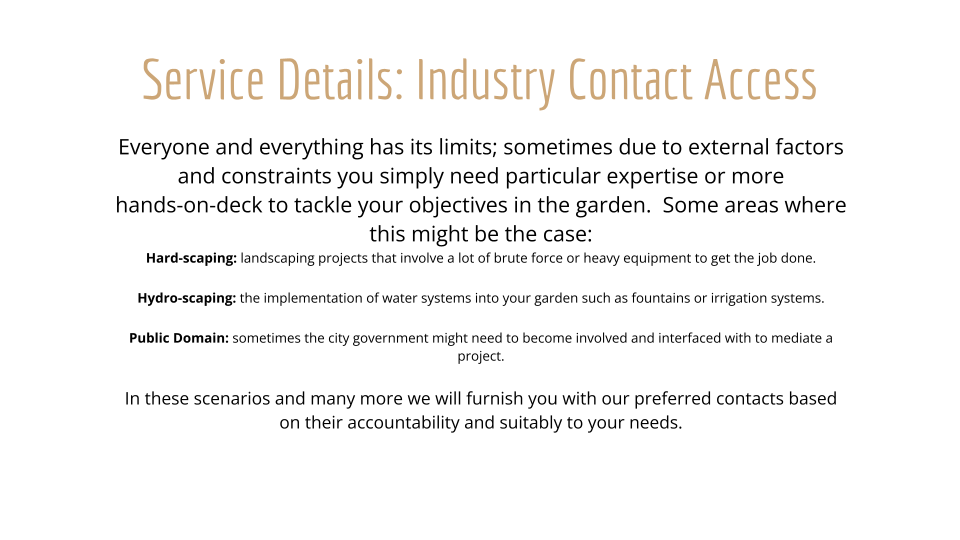 Service Details: Industry Contact Access
Everyone and everything has its limits; sometimes due to external factors
and constraints you simply need particular expertise or more
hands-on-deck to tackle your objectives in the garden.  Some areas where
this might be the case:
Hard-scaping: landscaping projects that involve a lot of brute force or heavy equipment to get the job done.
Hydro-scaping: the implementation of water systems into your garden such as fountains or irrigation systems.
Public Domain: sometimes the city government might need to become involved and interfaced with to mediate a
project.
In these scenarios and many more we will furnish you with our preferred contacts based
on their accountability and suitably to your needs.